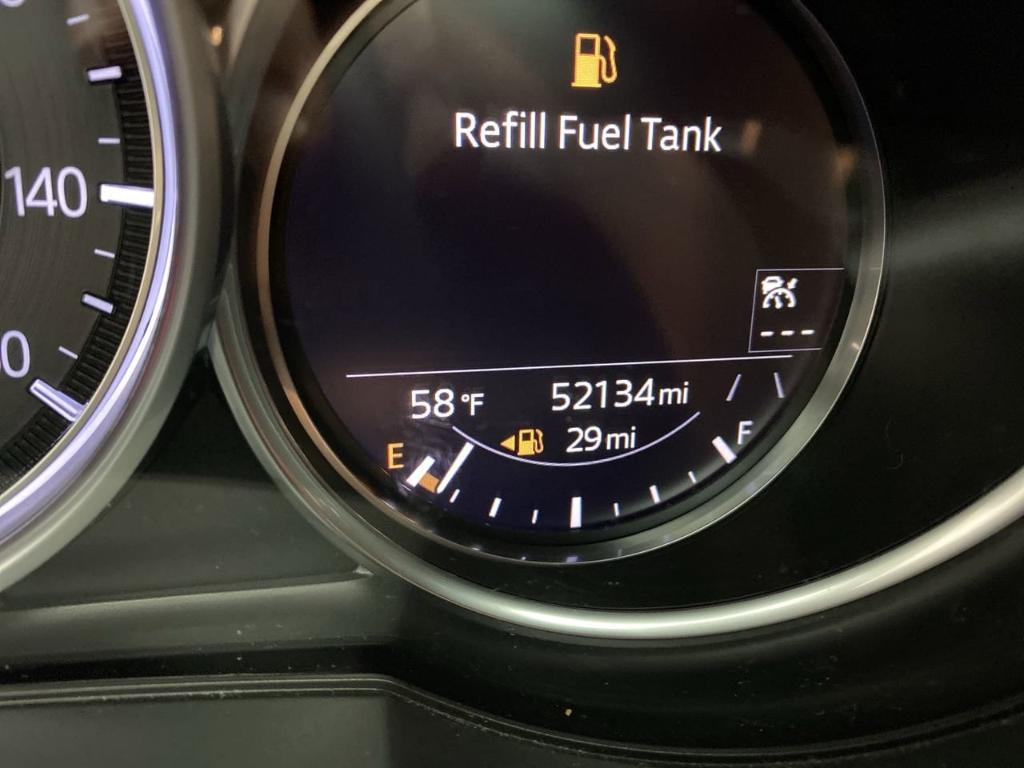 Refill Fuel Tank
140
---
58°F 52134mi
29mi
E F